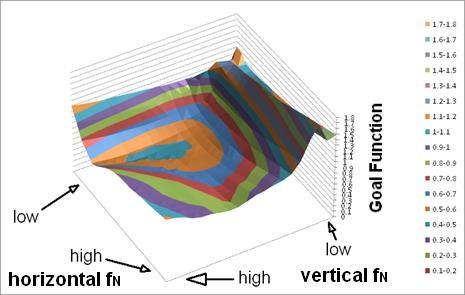 1.7-1.8
1.6-1.7
1.5-1.6
1.4-1.5
1.3-1.4
1.2-1.3
1.1-1.2
1-1.1
0.9-1
0.8-0.9
0.7-0.8
0.6-0.7
0.5-0.6
0.4-0.5
0.3-0.4
0.2-0.3
0.1-0.2
Goal Function
low
low
high
high
horizontal fN
vertical fN